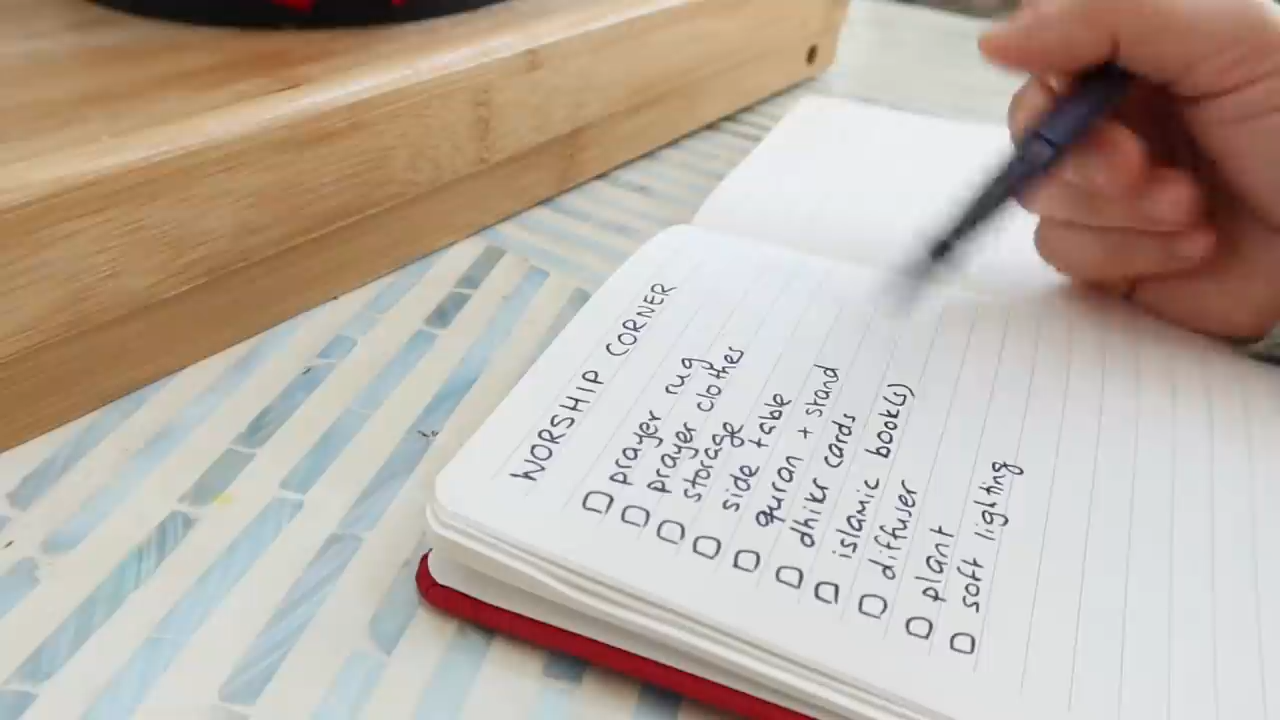 WORSHIP CORNER
☐ prayer rug
☐ prayer clothes
☐ storage
☐ side table
☐ quran + stand
☐ dhikr cards
☐ islamic book(s)
☐ diffuser
☐ plant
☐ soft lighting